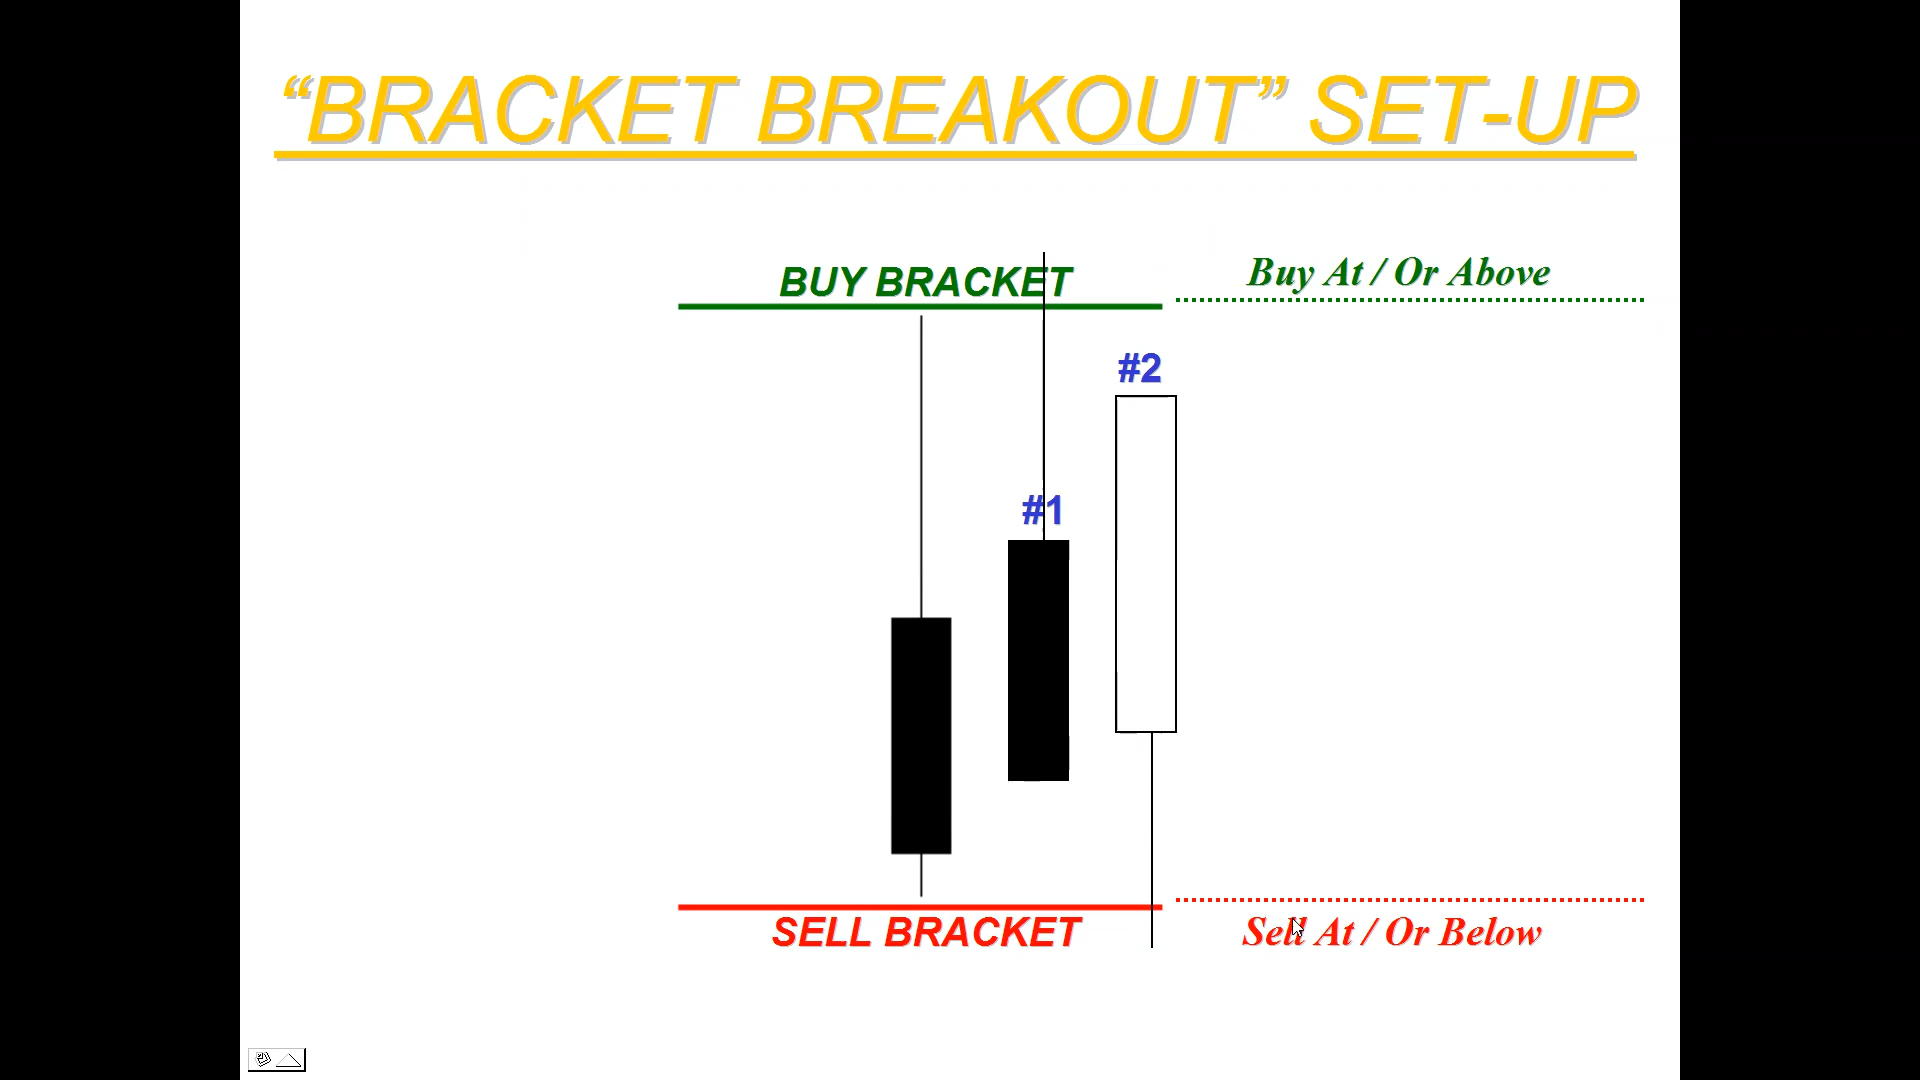 “BRACKET BREAKOUT” SET-UP
BUY BRACKET
Buy At / Or Above
#2
#1
SELL BRACKET
Sell At / Or Below